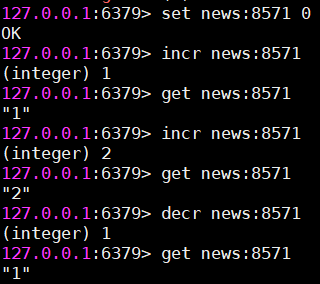 127.0.0.1:6379> set news:8571 0
OK
127.0.0.1:6379> incr news:8571
(integer) 1
127.0.0.1:6379> get news:8571
"1"
127.0.0.1:6379> incr news:8571
(integer) 2
127.0.0.1:6379> get news:8571
"2"
127.0.0.1:6379> decr news:8571
(integer) 1
127.0.0.1:6379> get news:8571
"1"